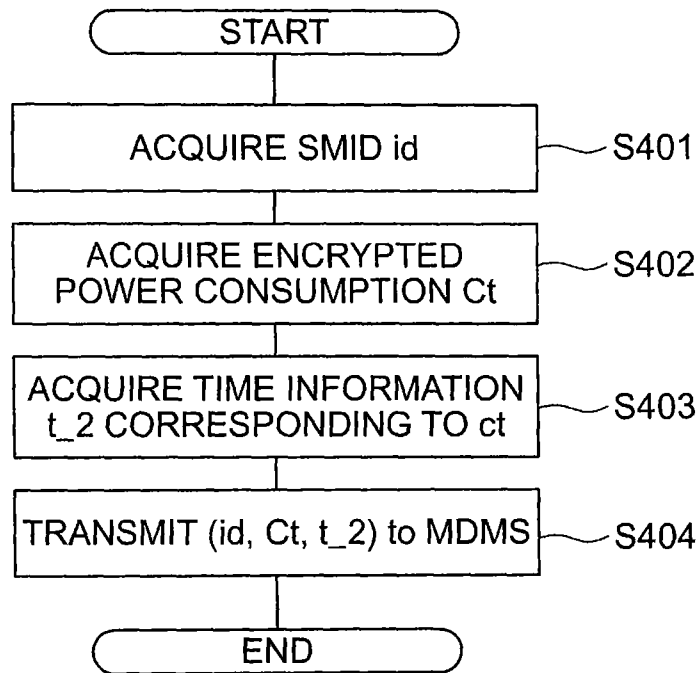 START
ACQUIRE SMID id
S401
ACQUIRE ENCRYPTED
POWER CONSUMPTION Ct
S402
ACQUIRE TIME INFORMATION
t_2 CORRESPONDING TO ct
S403
TRANSMIT (id, Ct, t_2) to MDMS
S404
END